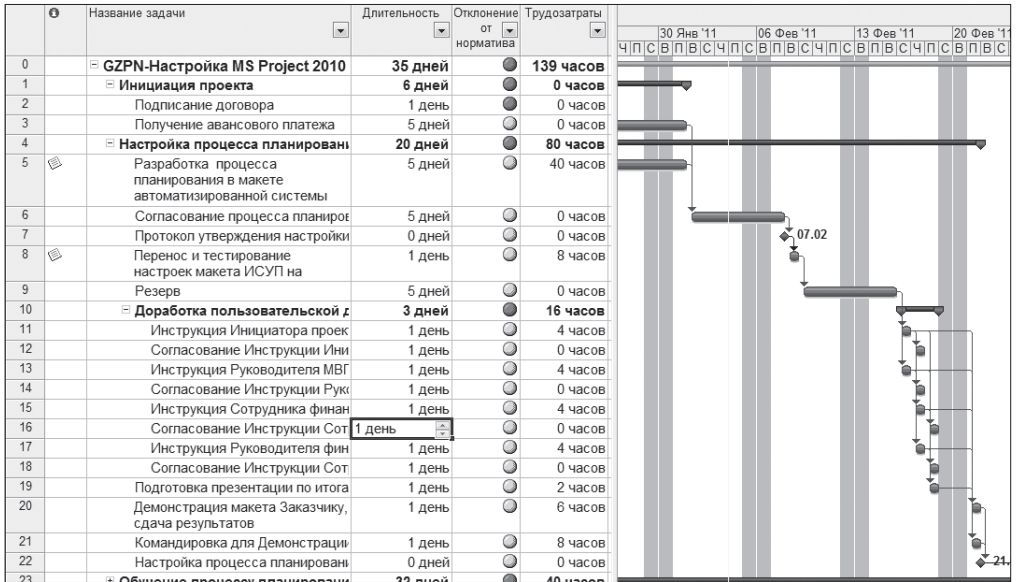 Название задачи Длительность Отклонение от норматива Трудозатраты
30 Янв '11 06 Фев '11 13 Фев '11 20 Фев '11
Ч П С В П В С Ч П С В П В С Ч П С В П В С Ч П С В П В С
0 GZPN-Настройка MS Project 2010 35 дней 139 часов
1 Инициация проекта 6 дней 0 часов
2 Подписание договора 1 день 0 часов
3 Получение авансового платежа 5 дней 0 часов
4 Настройка процесса планировани 20 дней 80 часов
5 Разработка процесса планирования в макете автоматизированной системы 5 дней 40 часов
6 Согласование процесса планиров 5 дней 0 часов
7 Протокол утверждения настройки 0 дней 0 часов
07.02
8 Перенос и тестирование настроек макета ИСУП на 1 день 8 часов
9 Резерв 5 дней 0 часов
10 Доработка пользовательской д 3 дней 16 часов
11 Инструкция Инициатора проек 1 день 4 часов
12 Согласование Инструкции Ини 1 день 0 часов
13 Инструкция Руководителя МВГ 1 день 4 часов
14 Согласование Инструкции Рук 1 день 0 часов
15 Инструкция Сотрудника финан 1 день 4 часов
16 Согласование Инструкции Сот 1 день 0 часов
17 Инструкция Руководителя фин 1 день 4 часов
18 Согласование Инструкции Сот 1 день 0 часов
19 Подготовка презентации по итога 1 день 2 часов
20 Демонстрация макета Заказчику, сдача результатов 1 день 6 часов
21 Командировка для Демонстрации 1 день 8 часов
22 Настройка процесса планировани 0 дней 0 часов
21.
23 Обучение процессу планировани 32 дней 40 часов